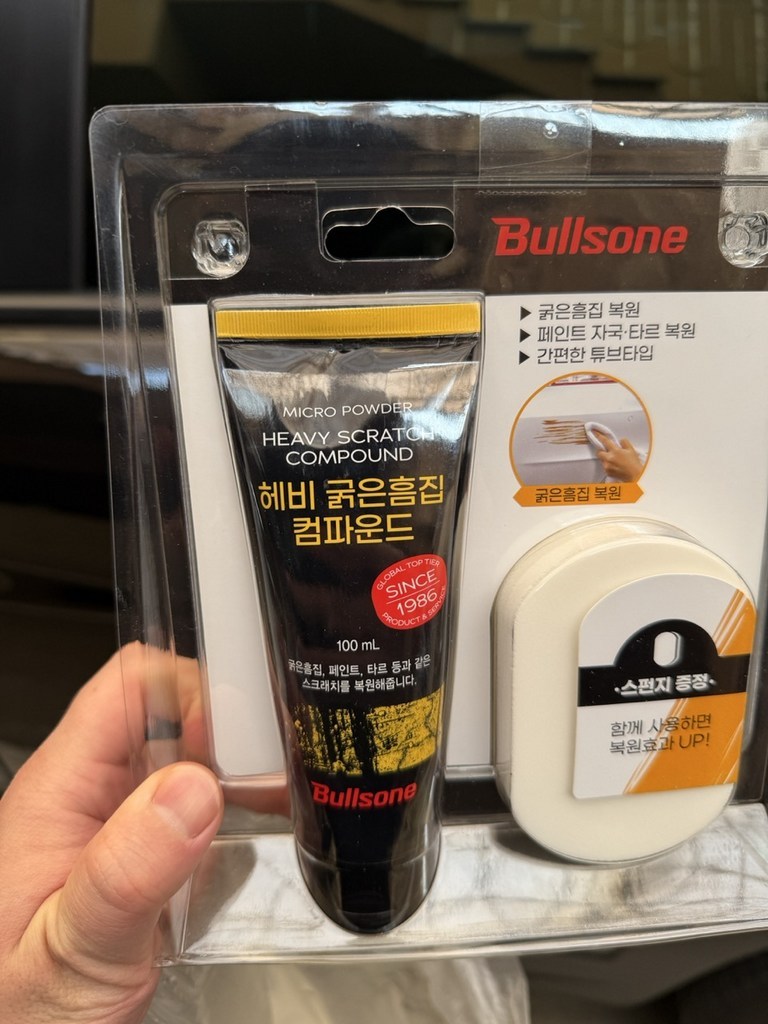 Bullsone
▶ 굵은흠집 복원
▶ 페인트 자국·타르 복원
▶ 간편한 튜브타입
굵은흠집 복원
MICRO POWDER
HEAVY SCRATCH
COMPOUND
헤비 굵은흠집
컴파운드
GLOBAL TOP TIER
SINCE
1986
PRODUCT & SERVICE
100 mL
굵은흠집, 페인트, 타르 등과 같은
스크래치를 복원해줍니다.
Bullsone
·스펀지 증정·
함께 사용하면
복원효과 UP!